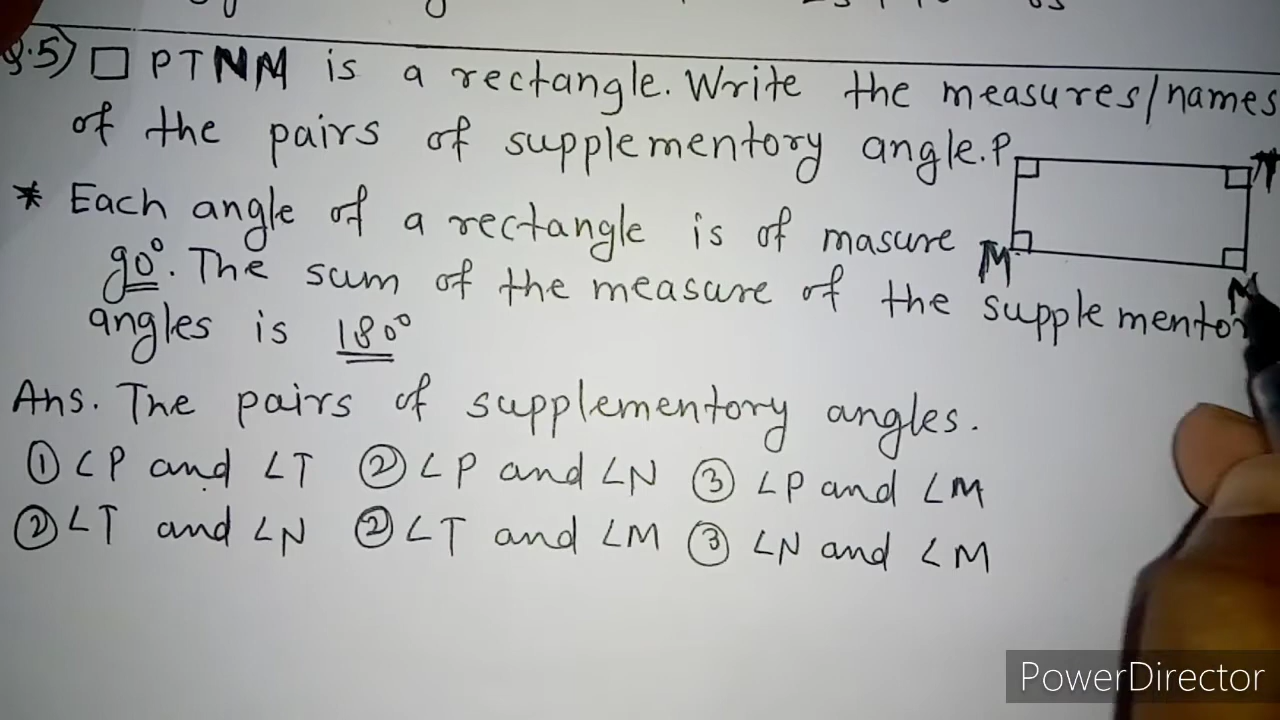 Q.5) □ PTNM is a rectangle. Write the measures/names
of the pairs of supplementory angle. P T
* Each angle of a rectangle is of masure M
90°. The sum of the measure of the supplementor
angles is 180°
Ans. The pairs of supplementory angles.
① ∠P and ∠T ② ∠P and ∠N ③ ∠P and ∠M
② ∠T and ∠N ② ∠T and ∠M ③ ∠N and ∠M
PowerDirector